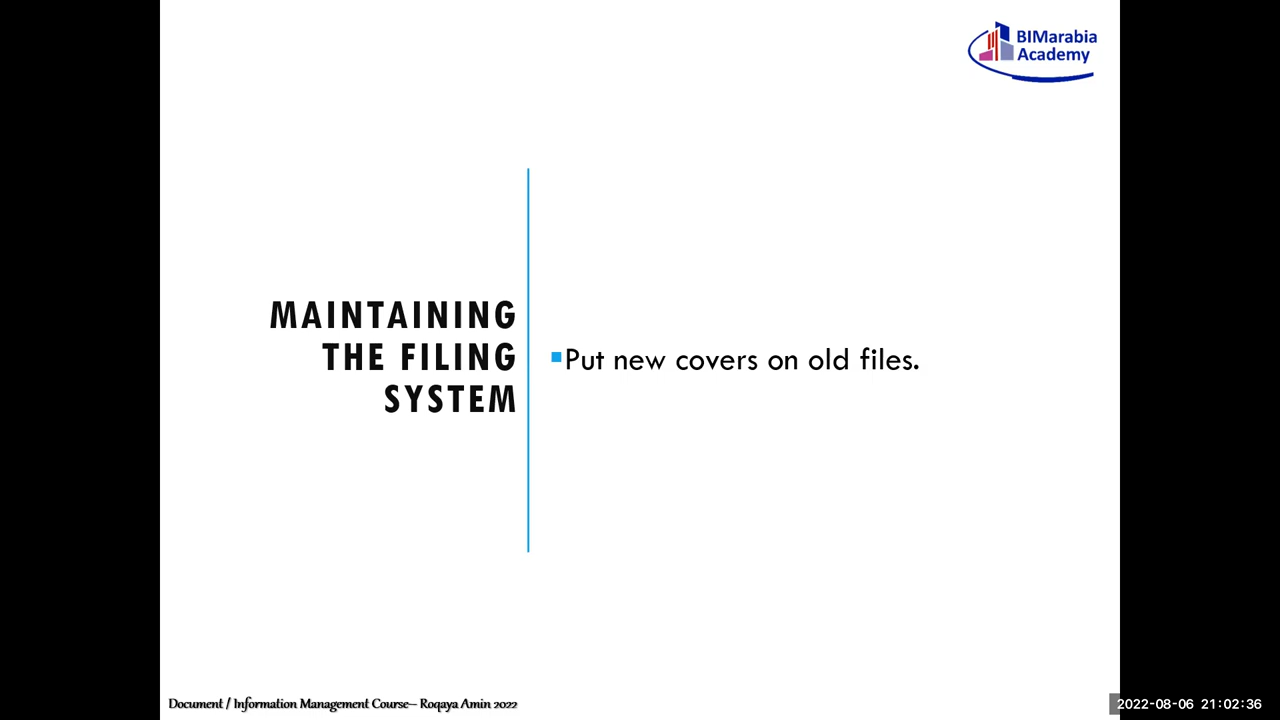 BIMarabia
Academy
MAINTAINING
THE FILING
SYSTEM
Put new covers on old files.
Document / Information Management Course– Roqaya Amin 2022
2022-08-06 21:02:36